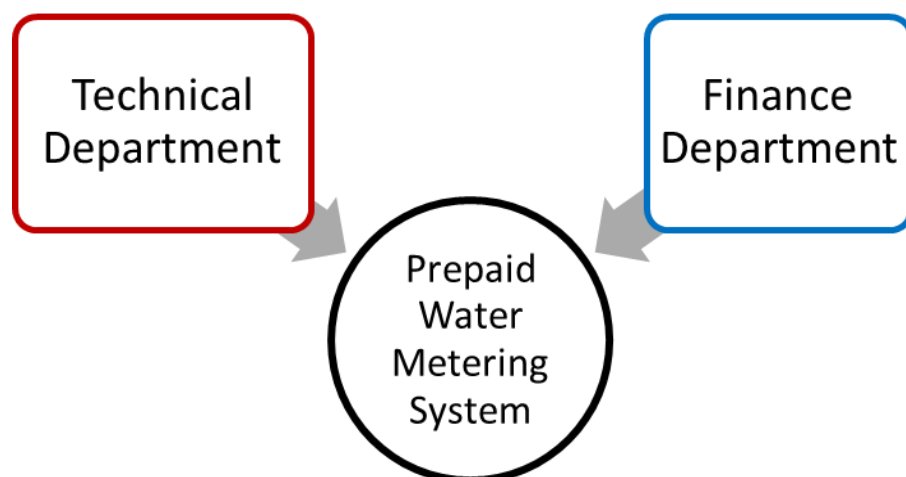 Technical
Department
Finance
Department
Prepaid
Water
Metering
System